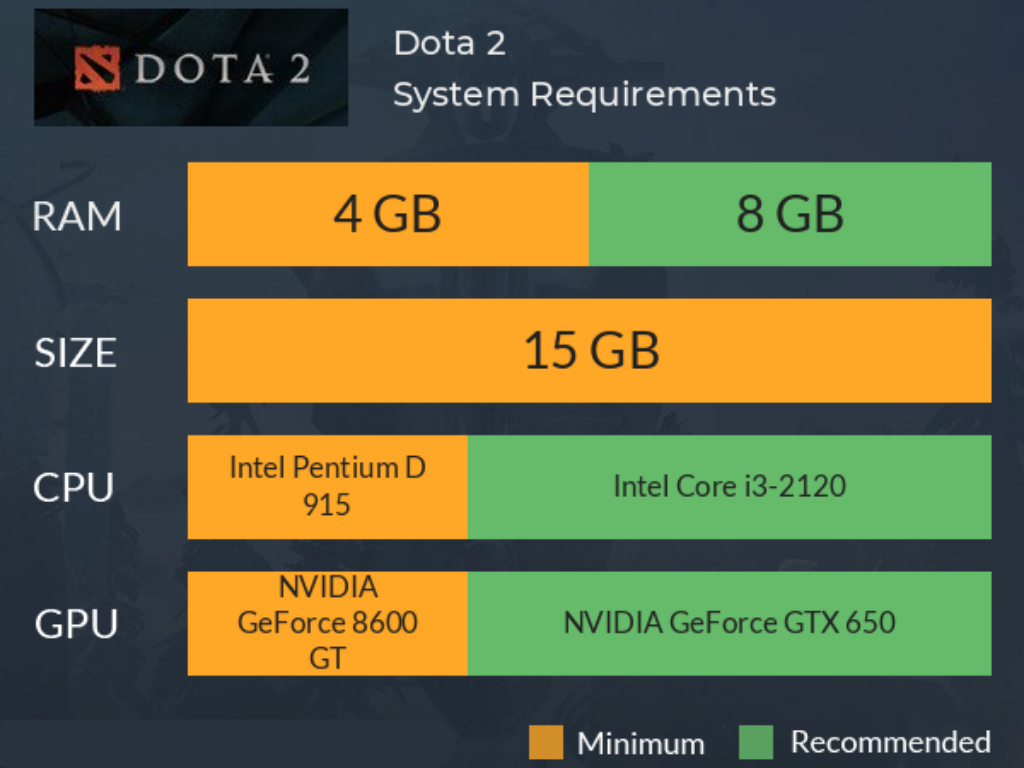 DOTA 2
Dota 2
System Requirements
RAM
4 GB
8 GB
SIZE
15 GB
CPU
Intel Pentium D
915
Intel Core i3-2120
GPU
NVIDIA
GeForce 8600
GT
NVIDIA GeForce GTX 650
Minimum
Recommended